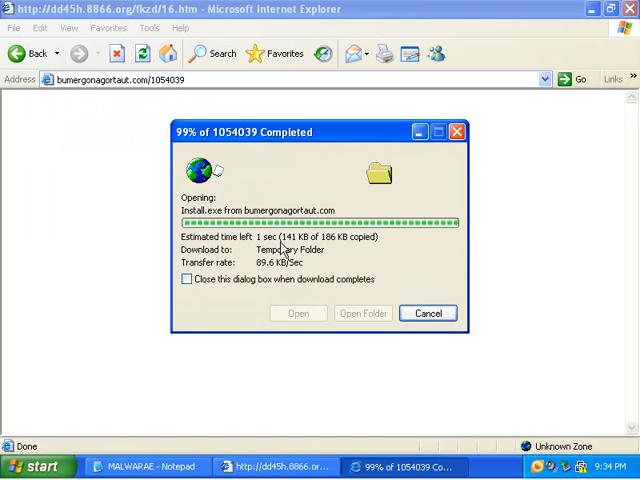 http://dd45h.8866.org/fkzd/16.htm - Microsoft Internet Explorer
File Edit View Favorites Tools Help
Back Search Favorites
Address bumergonagortaut.com/1054039 Go Links »
99% of 1054039 Completed
Opening:
Install.exe from bumergonagortaut.com
Estimated time left 1 sec (141 KB of 186 KB copied)
Download to: Temporary Folder
Transfer rate: 89.6 KB/Sec
Close this dialog box when download completes
Open Open Folder Cancel
Done Unknown Zone
start MALWARAE - Notepad http://dd45h.8866.or... 99% of 1054039 Co... 9:34 PM